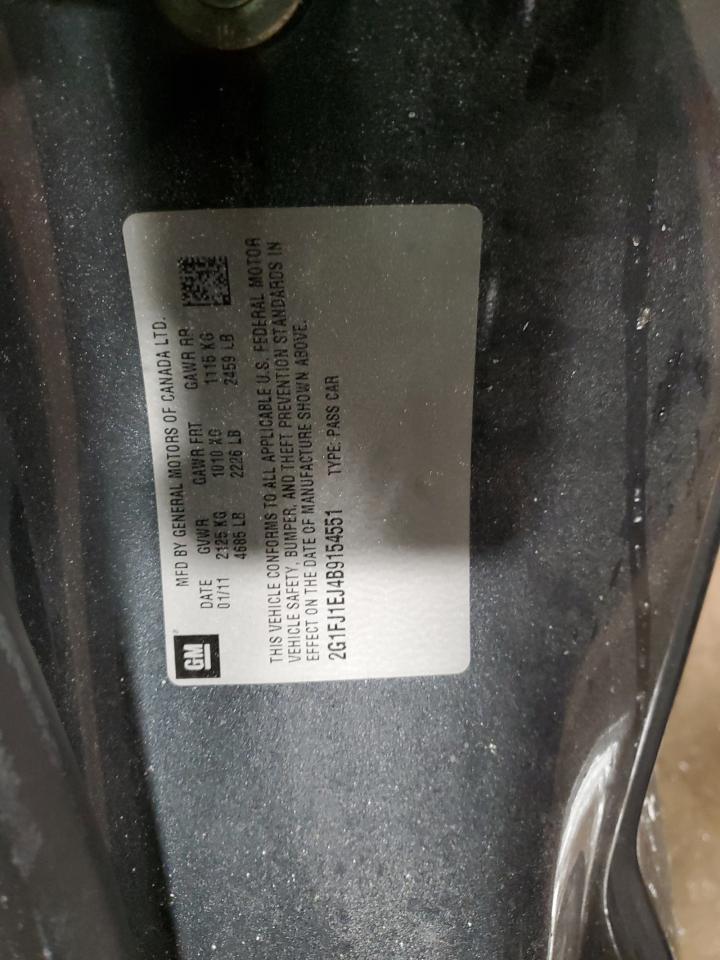 GM
MFD BY GENERAL MOTORS OF CANADA LTD.
DATE GVWR GAWR FRT GAWR RR
01/11 2125 KG 1010 KG 1115 KG
4685 LB 2226 LB 2459 LB
THIS VEHICLE CONFORMS TO ALL APPLICABLE U.S. FEDERAL MOTOR
VEHICLE SAFETY, BUMPER, AND THEFT PREVENTION STANDARDS IN
EFFECT ON THE DATE OF MANUFACTURE SHOWN ABOVE.
2G1FJ1EJ4B9154551 TYPE: PASS CAR